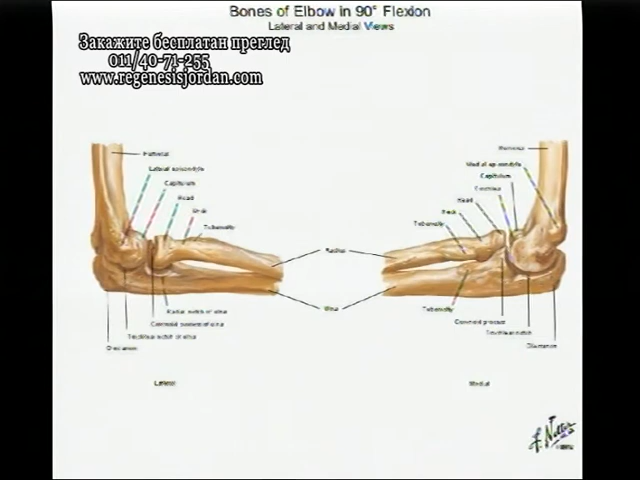 Bones of Elbow in 90° Flexion
Lateral and Medial Views
Закажите бесплатан преглед
011/40-71-255
www.regenesisjordan.com
Humerus
Humerus
Lateral epicondyle
Medial epicondyle
Capitulum
Capitulum
Trochlea
Head
Head
Neck
Neck
Tuberosity
Tuberosity
Radius
Ulna
Radial notch of ulna
Tuberosity
Coronoid process of ulna
Coronoid process
Trochlear notch of ulna
Trochlear notch
Olecranon
Olecranon
Lateral
Medial